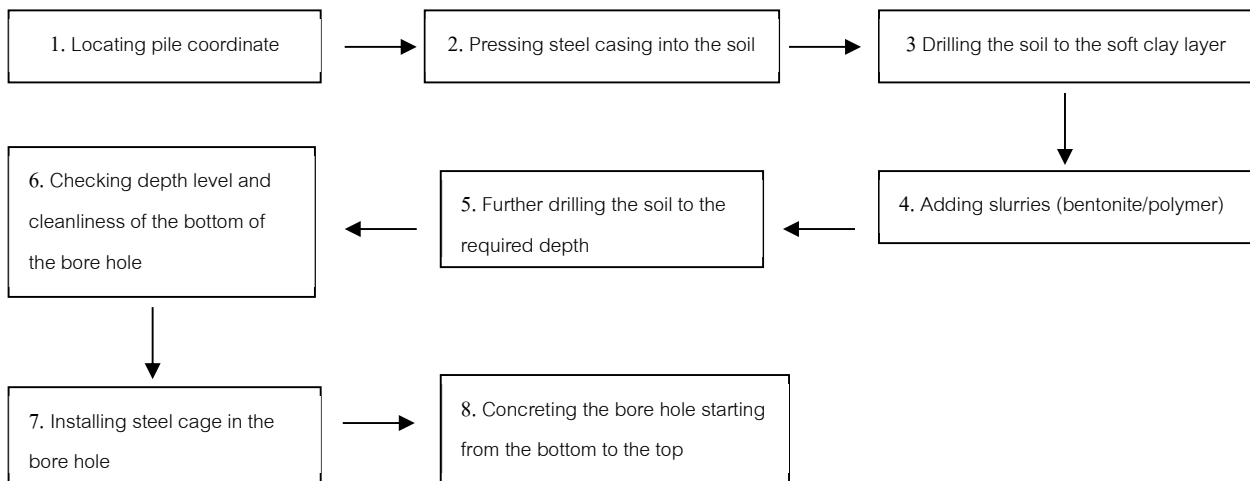 1. Locating pile coordinate
2. Pressing steel casing into the soil
3 Drilling the soil to the soft clay layer
4. Adding slurries (bentonite/polymer)
5. Further drilling the soil to the
required depth
6. Checking depth level and
cleanliness of the bottom of
the bore hole
7. Installing steel cage in the
bore hole
8. Concreting the bore hole starting
from the bottom to the top